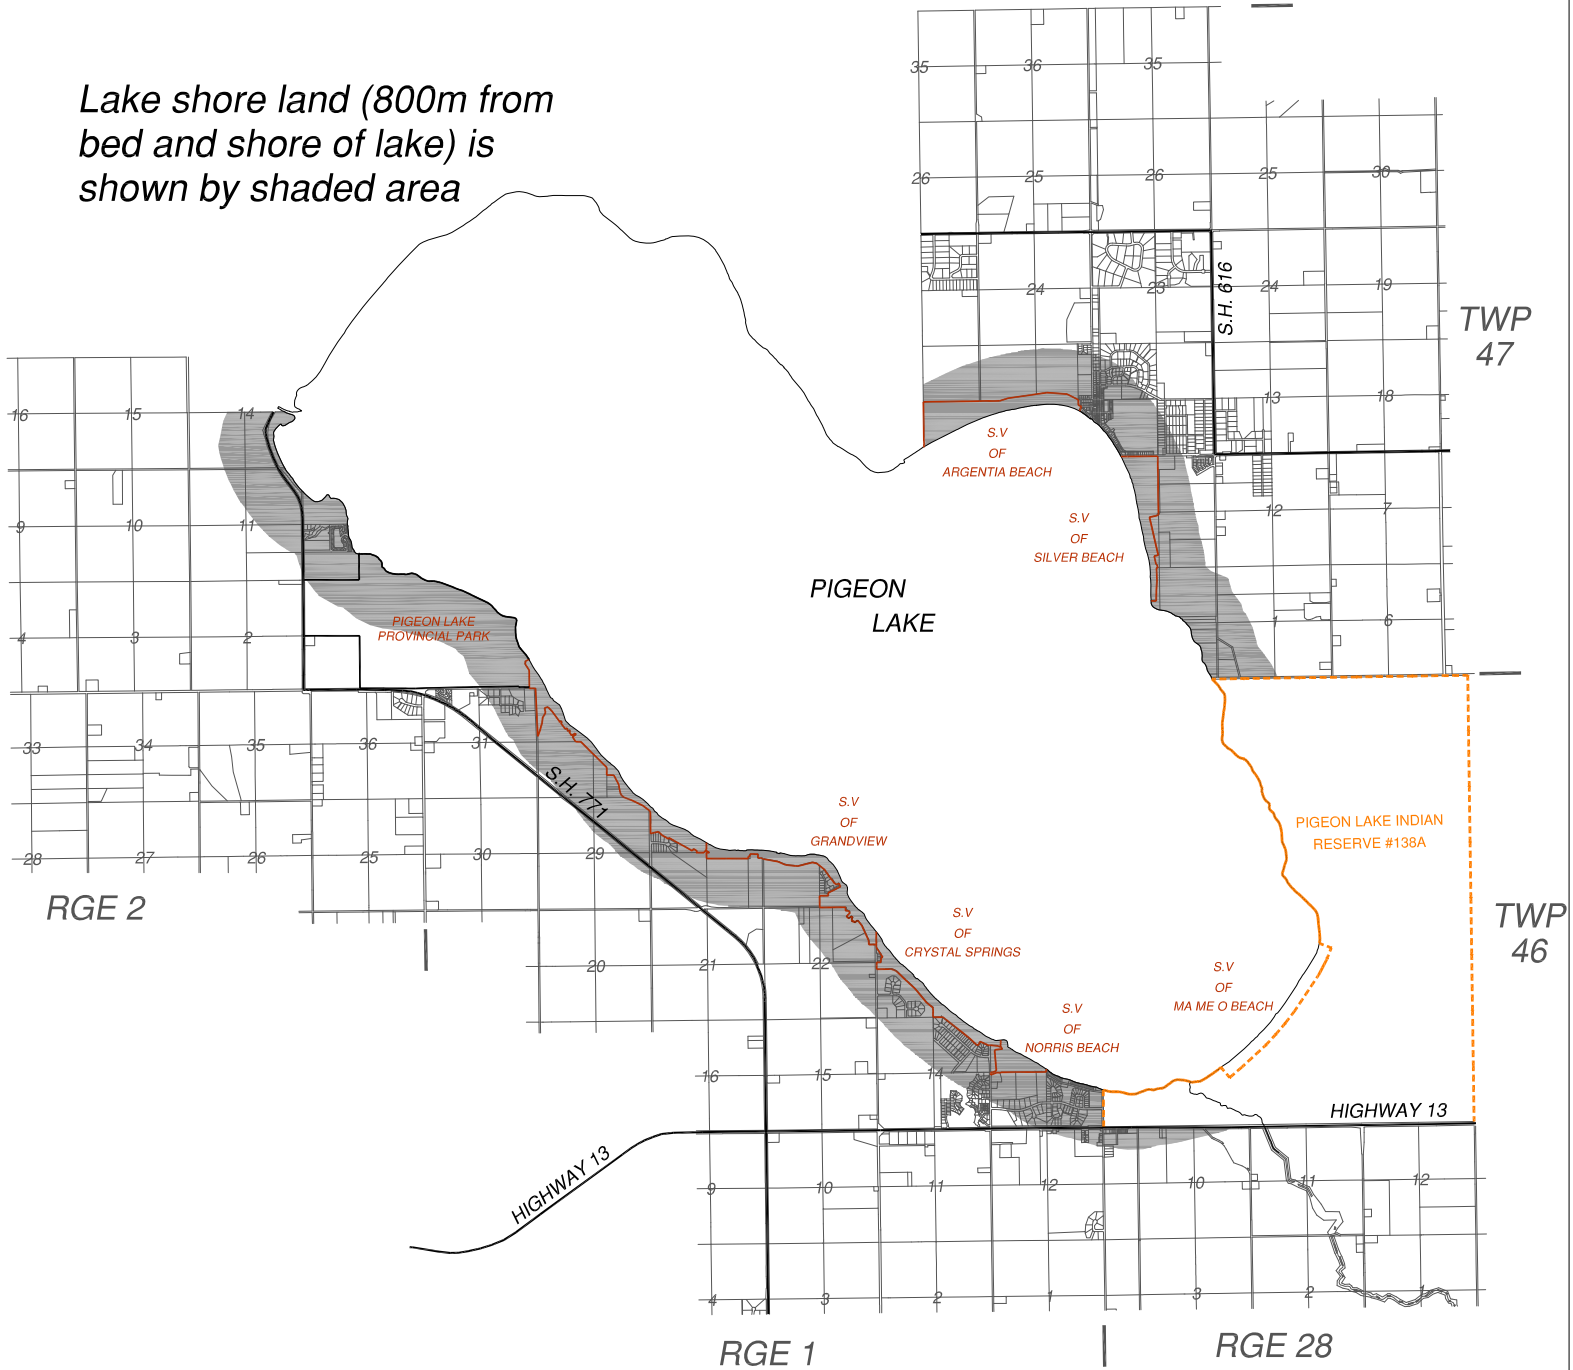 Lake shore land (800m from
bed and shore of lake) is
shown by shaded area
35 36 35
26 25 26 25 30
24 23 24 19
S.H. 616
TWP
47
16 15 14
13 18
S.V
OF
ARGENTIA BEACH
9 10 11
12 7
S.V
OF
SILVER BEACH
PIGEON
LAKE
PIGEON LAKE
PROVINCIAL PARK
4 3 2
1 6
33 34 35 36 31
S.H. 771
S.V
OF
GRANDVIEW
PIGEON LAKE INDIAN
RESERVE #138A
28 27 26 25 30 29
RGE 2
S.V
OF
CRYSTAL SPRINGS
TWP
46
20 21 22
S.V
OF
MA ME O BEACH
S.V
OF
NORRIS BEACH
16 15 14
HIGHWAY 13
HIGHWAY 13
9 10 11 12 10 11 12
4 3 2 1 3 2 1
RGE 1
RGE 28